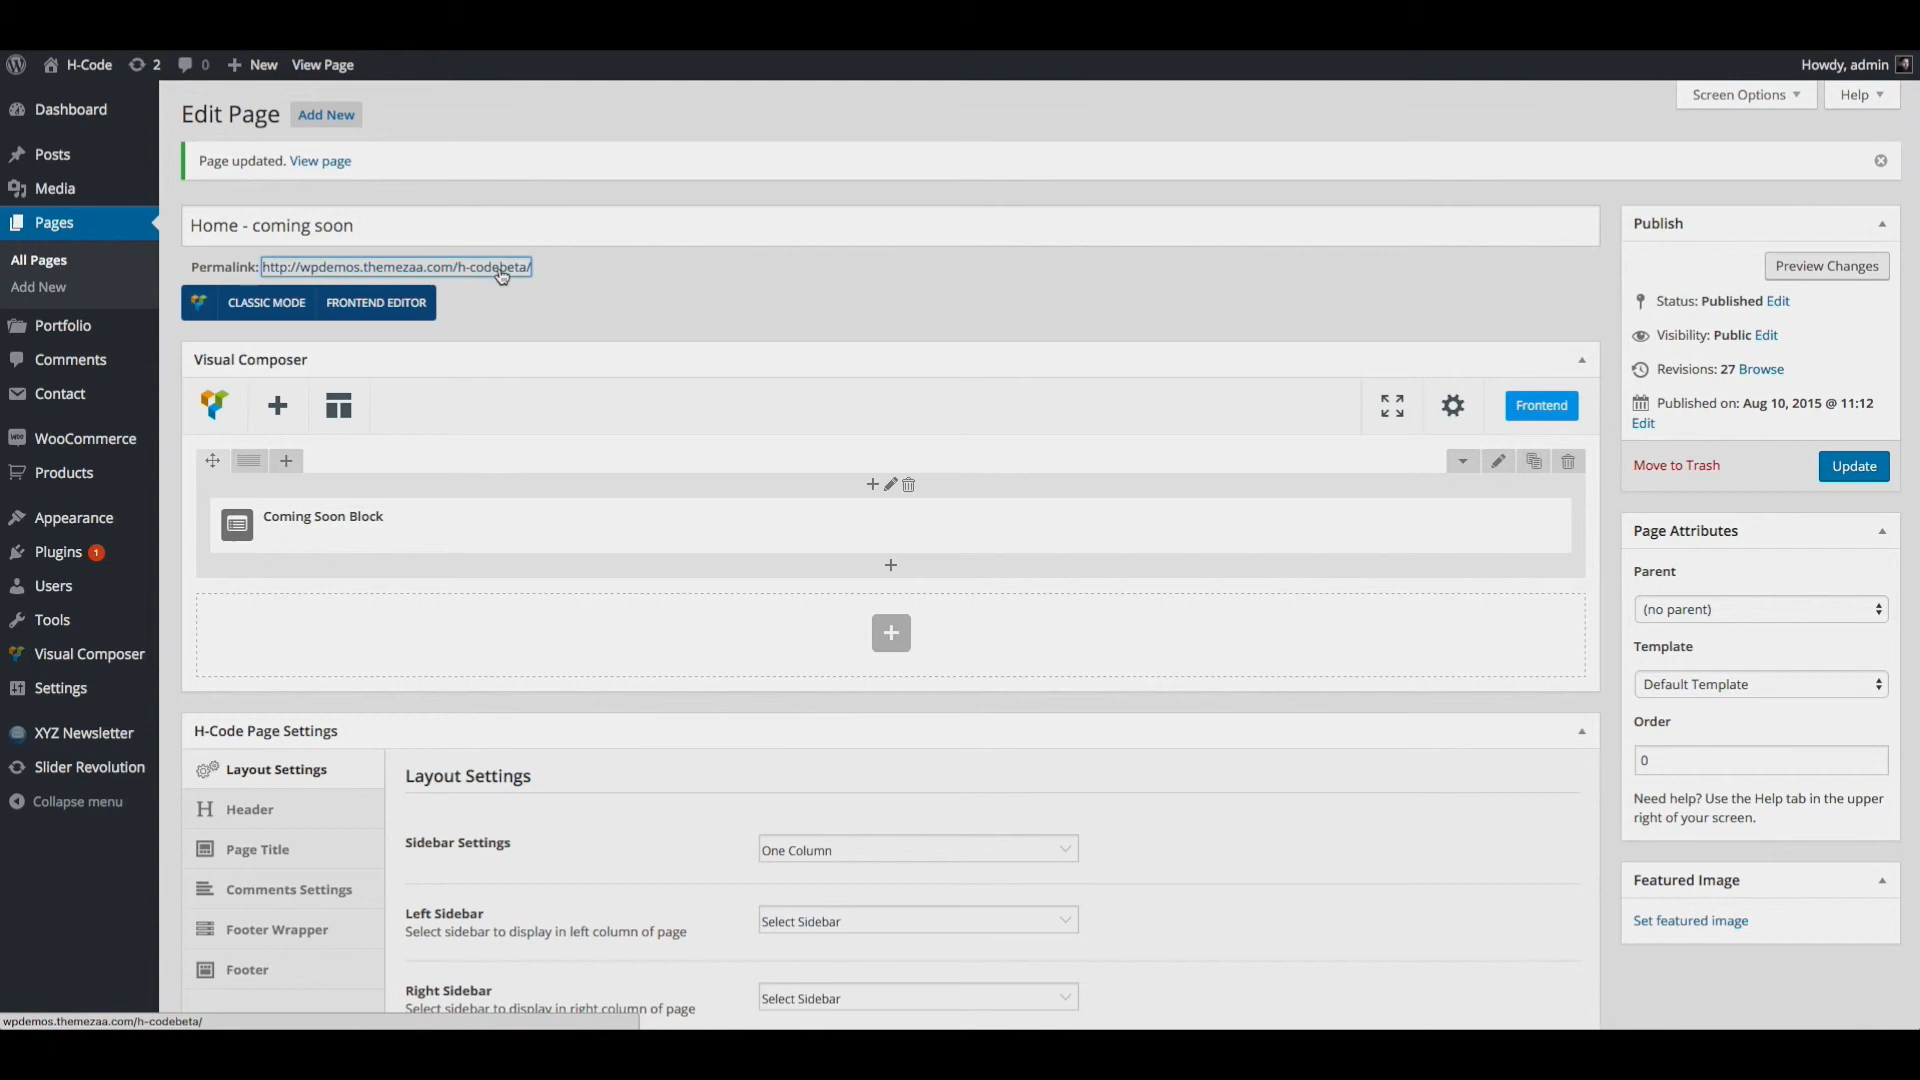 H-Code 2 0 New View Page Howdy, admin
Dashboard
Posts
Media
Pages
All Pages
Add New
Portfolio
Comments
Contact
WooCommerce
Products
Appearance
Plugins 1
Users
Tools
Visual Composer
Settings
XYZ Newsletter
Slider Revolution
Collapse menu
Screen Options Help
Edit Page Add New
Page updated. View page
Home - coming soon
Permalink: http://wpdemos.themezaa.com/h-codebeta/
CLASSIC MODE FRONTEND EDITOR
Visual Composer
Frontend
Coming Soon Block
H-Code Page Settings
Layout Settings
Header
Page Title
Comments Settings
Footer Wrapper
Footer
Layout Settings
Sidebar Settings One Column
Left Sidebar
Select sidebar to display in left column of page
Select Sidebar
Right Sidebar
Select sidebar to display in right column of page
Select Sidebar
Publish
Preview Changes
Status: Published Edit
Visibility: Public Edit
Revisions: 27 Browse
Published on: Aug 10, 2015 @ 11:12
Edit
Move to Trash Update
Page Attributes
Parent
(no parent)
Template
Default Template
Order
0
Need help? Use the Help tab in the upper
right of your screen.
Featured Image
Set featured image
wpdemos.themezaa.com/h-codebeta/